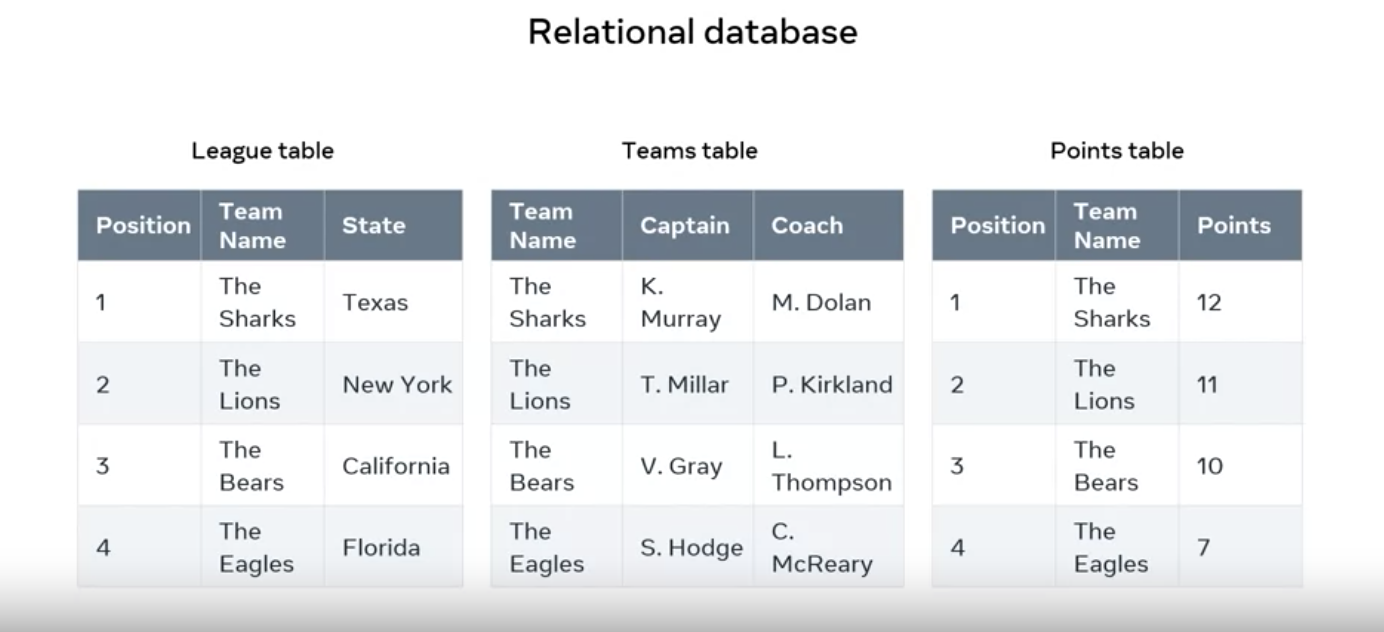 Relational database
League table
Position Team Name State
1 The Sharks Texas
2 The Lions New York
3 The Bears California
4 The Eagles Florida
Teams table
Team Name Captain Coach
The Sharks K. Murray M. Dolan
The Lions T. Millar P. Kirkland
The Bears V. Gray L. Thompson
The Eagles S. Hodge C. McReary
Points table
Position Team Name Points
1 The Sharks 12
2 The Lions 11
3 The Bears 10
4 The Eagles 7